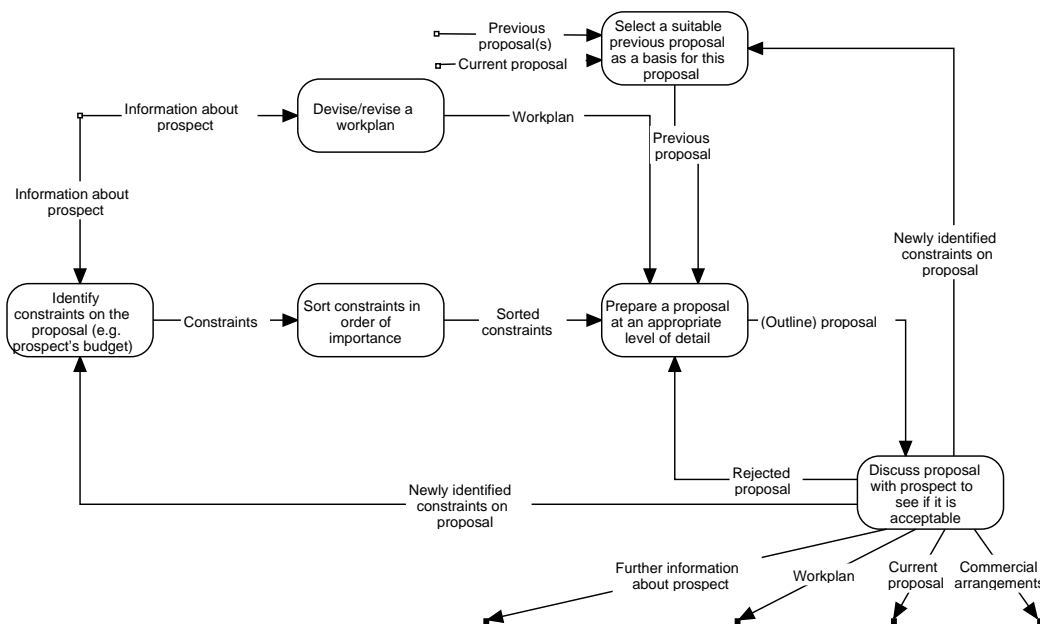 Previous
proposal(s)
Current proposal
Select a suitable
previous proposal
as a basis for this
proposal
Information about
prospect
Devise/revise a
workplan
Workplan
Previous
proposal
Information about
prospect
Newly identified
constraints on
proposal
Identify
constraints on the
proposal (e.g.
prospect's budget)
Constraints
Sort constraints in
order of
importance
Sorted
constraints
Prepare a proposal
at an appropriate
level of detail
(Outline) proposal
Rejected
proposal
Discuss proposal
with prospect to
see if it is
acceptable
Newly identified
constraints on
proposal
Further information
about prospect
Workplan
Current
proposal
Commercial
arrangements